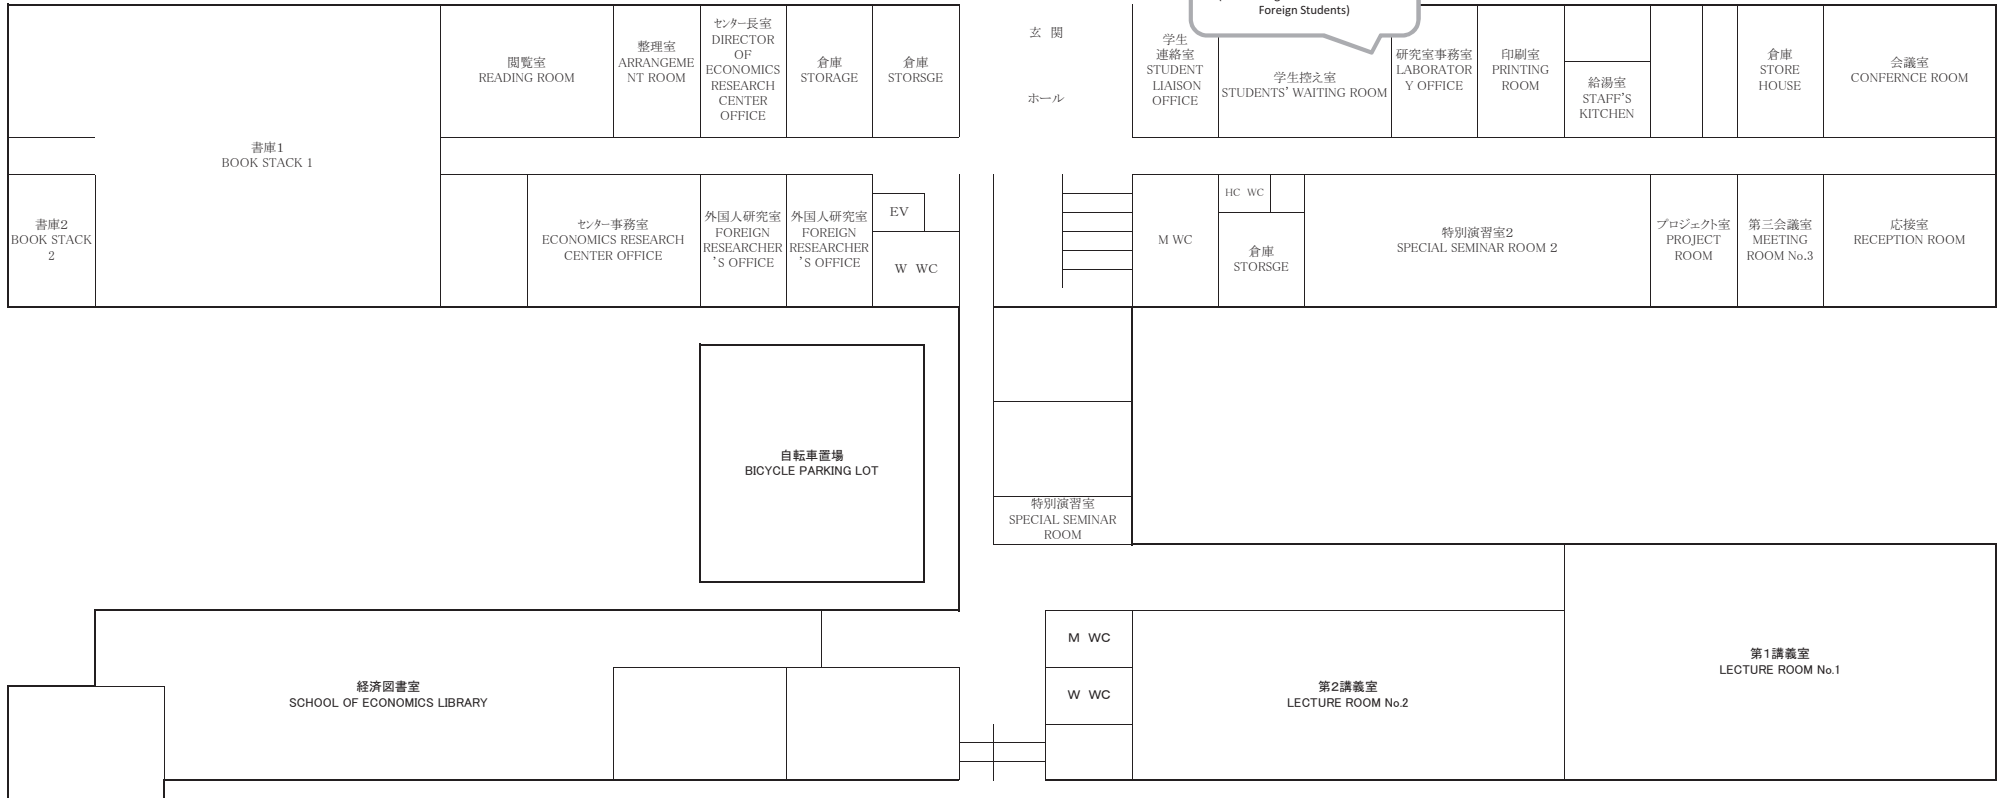 Foreign Students)
閲覧室
READING ROOM
整理室
ARRANGEME
NT ROOM
センター長室
DIRECTOR
OF
ECONOMICS
RESEARCH
CENTER
OFFICE
倉庫
STORAGE
倉庫
STORSGE
玄 関
ホール
学生
連絡室
STUDENT
LIAISON
OFFICE
学生控え室
STUDENTS' WAITING ROOM
研究室事務室
LABORATOR
Y OFFICE
印刷室
PRINTING
ROOM
給湯室
STAFF'S
KITCHEN
倉庫
STORE
HOUSE
会議室
CONFERNCE ROOM
書庫1
BOOK STACK 1
書庫2
BOOK STACK
2
センター事務室
ECONOMICS RESEARCH
CENTER OFFICE
外国人研究室
FOREIGN
RESEARCHER
'S OFFICE
外国人研究室
FOREIGN
RESEARCHER
'S OFFICE
EV
W WC
M WC
HC WC
倉庫
STORSGE
特別演習室2
SPECIAL SEMINAR ROOM 2
プロジェクト室
PROJECT
ROOM
第三会議室
MEETING
ROOM No.3
応接室
RECEPTION ROOM
自転車置場
BICYCLE PARKING LOT
特別演習室
SPECIAL SEMINAR
ROOM
経済図書室
SCHOOL OF ECONOMICS LIBRARY
M WC
W WC
第2講義室
LECTURE ROOM No.2
第1講義室
LECTURE ROOM No.1